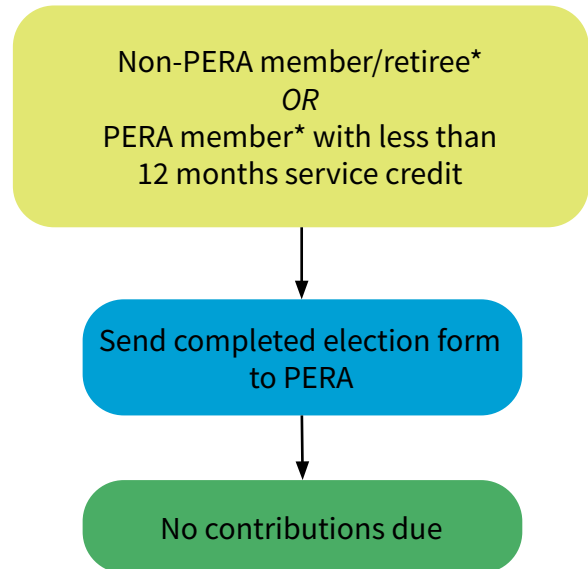 Non-PERA member/retiree*
OR
PERA member* with less than
12 months service credit
Send completed election form
to PERA
No contributions due